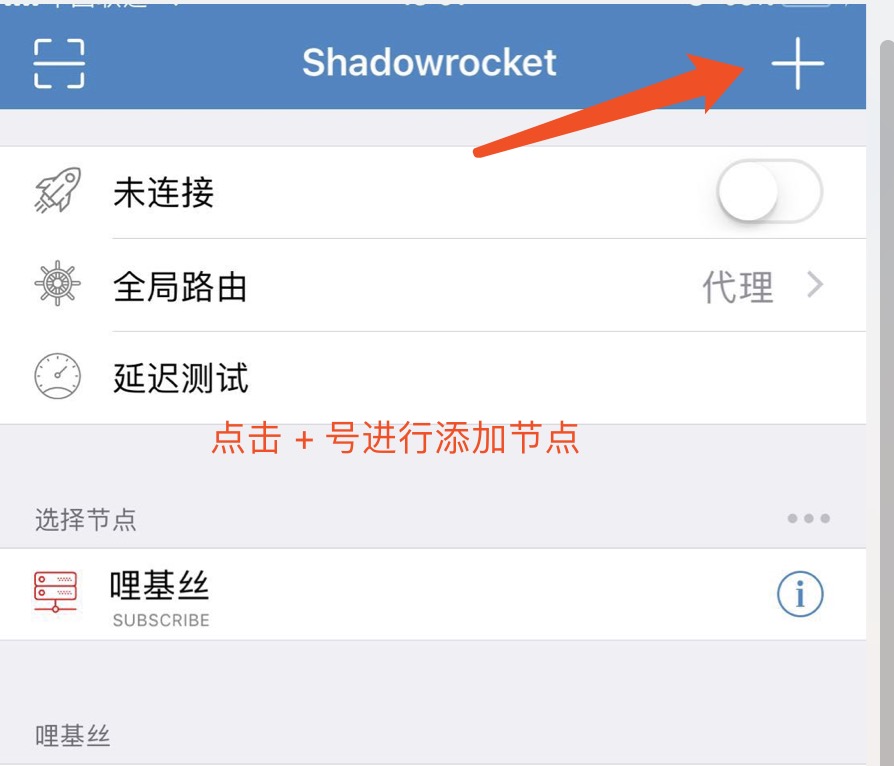 Shadowrocket
未连接
全局路由 代理
延迟测试
点击 + 号进行添加节点
选择节点
哩基丝
SUBSCRIBE
哩基丝